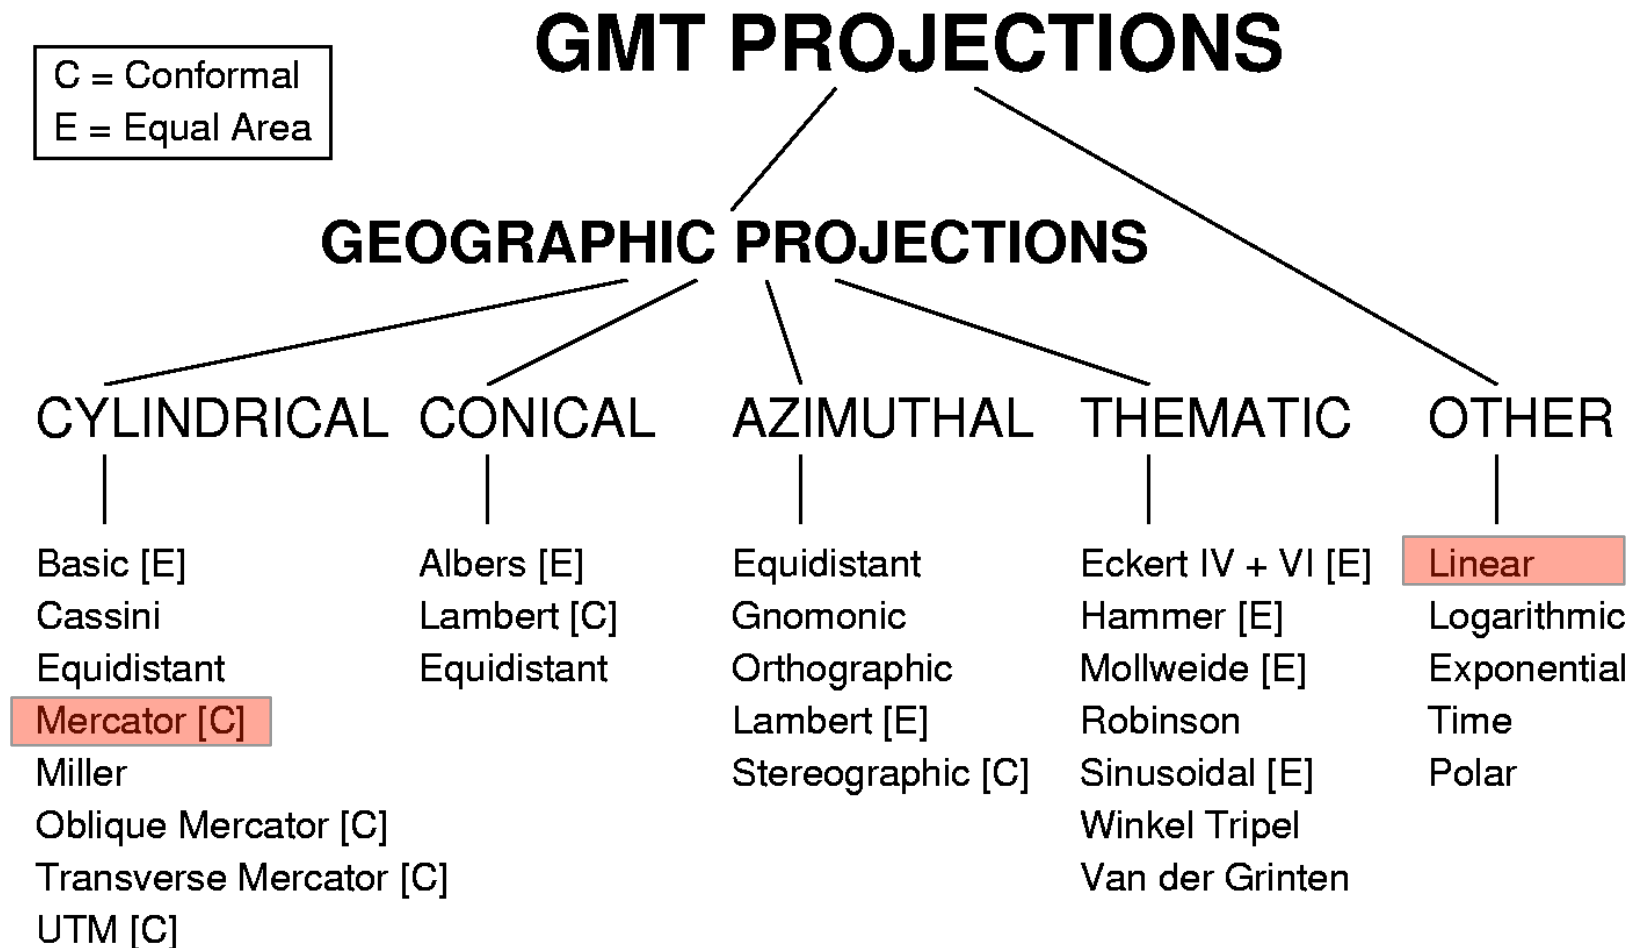 GMT PROJECTIONS
C = Conformal
E = Equal Area
GEOGRAPHIC PROJECTIONS
CYLINDRICAL
Basic [E]
Cassini
Equidistant
Mercator [C]
Miller
Oblique Mercator [C]
Transverse Mercator [C]
UTM [C]
CONICAL
Albers [E]
Lambert [C]
Equidistant
AZIMUTHAL
Equidistant
Gnomonic
Orthographic
Lambert [E]
Stereographic [C]
THEMATIC
Eckert IV + VI [E]
Hammer [E]
Mollweide [E]
Robinson
Sinusoidal [E]
Winkel Tripel
Van der Grinten
OTHER
Linear
Logarithmic
Exponential
Time
Polar